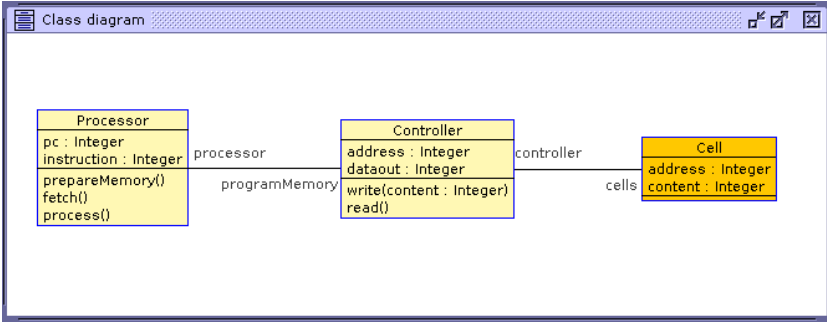 Class diagram
Processor
pc : Integer
instruction : Integer
prepareMemory()
fetch()
process()
processor
programMemory
Controller
address : Integer
dataout : Integer
write(content : Integer)
read()
controller
cells
Cell
address : Integer
content : Integer